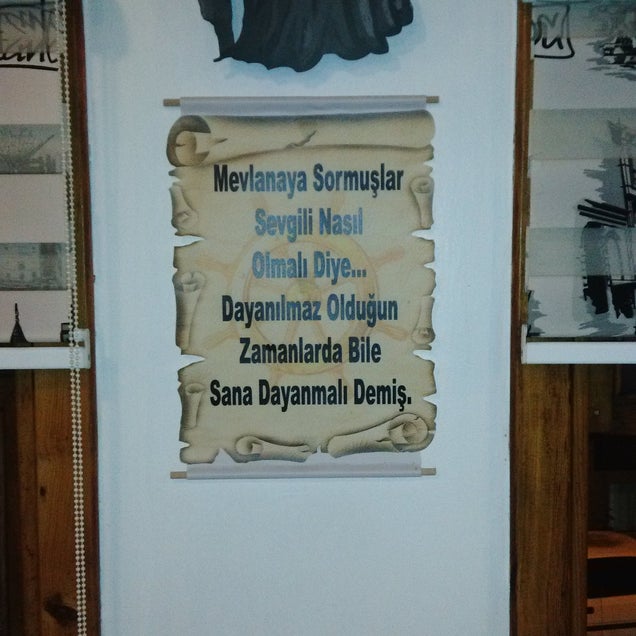 Mevlanaya Sormuşlar
Sevgili Nasıl
Olmalı Diye...
Dayanılmaz Olduğun
Zamanlarda Bile
Sana Dayanmalı Demiş.